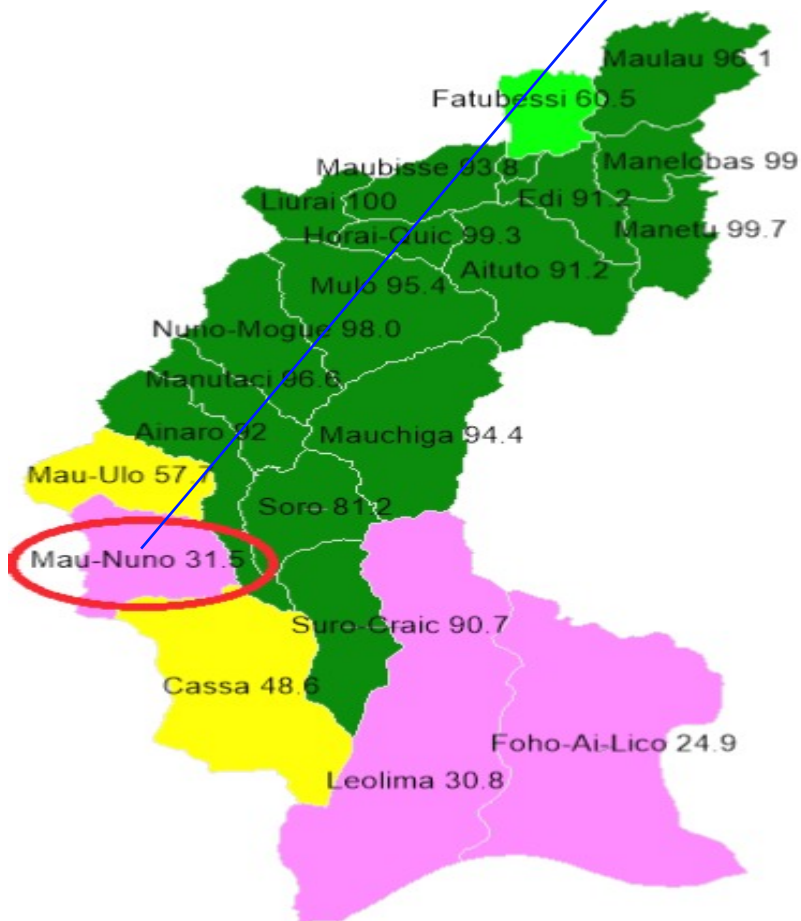 Maulau 96.1
Fatubessi 60.5
Maubisse 93.8
Manelobas 99
Liurai 100
Edi 91.2
Horai-Quic 99.3
Manetu 99.7
Mulo 95.4
Aituto 91.2
Nuno-Mogue 98.0
Manutaci 96.6
Ainaro 92
Mauchiga 94.4
Mau-Ulo 57.7
Soro 81.2
Mau-Nuno 31.5
Suro-Craic 90.7
Cassa 48.6
Foho-Ai-Lico 24.9
Leolima 30.8